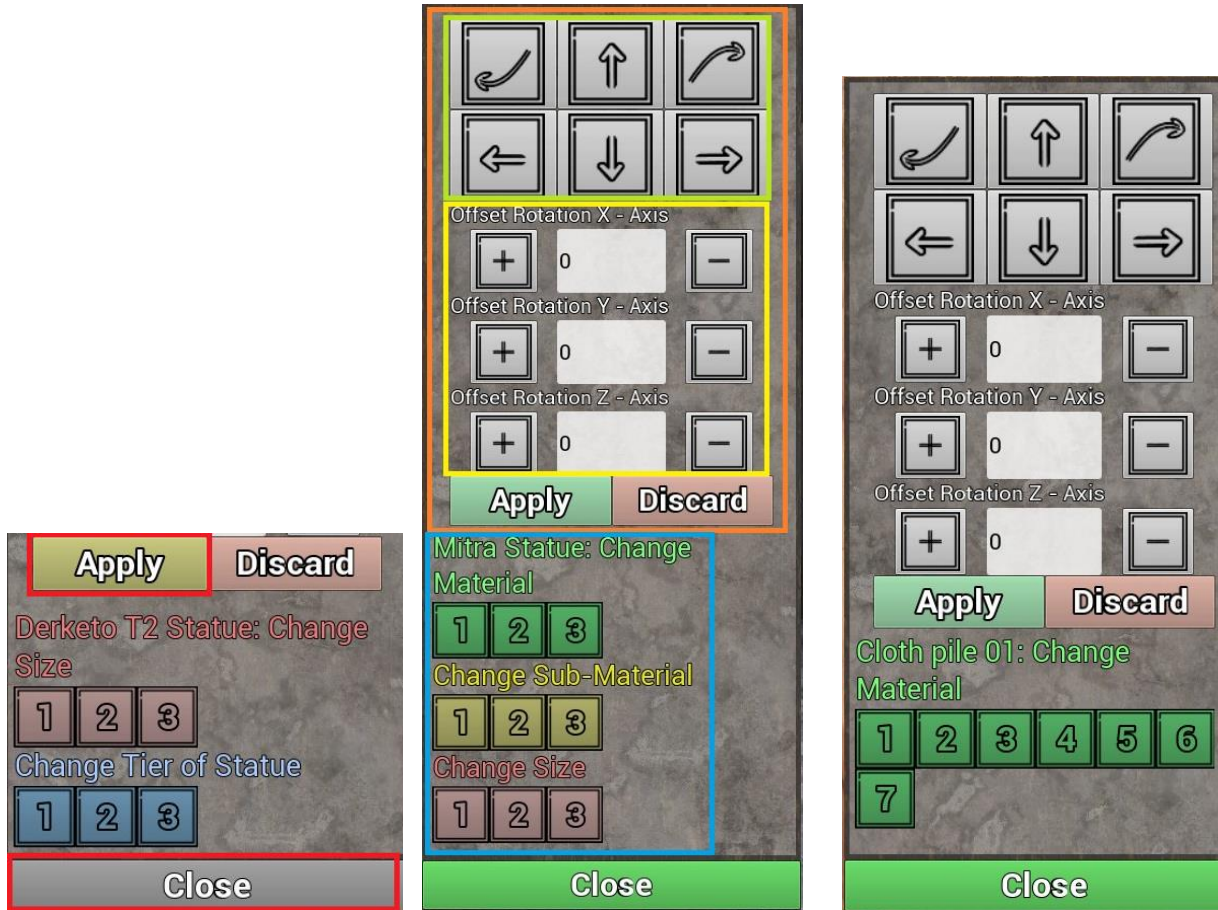 Apply Discard
Derketo T2 Statue: Change
Size
1 2 3
Change Tier of Statue
1 2 3
Close
Offset Rotation X - Axis
+ 0 −
Offset Rotation Y - Axis
+ 0 −
Offset Rotation Z - Axis
+ 0 −
Apply Discard
Mitra Statue: Change
Material
1 2 3
Change Sub-Material
1 2 3
Change Size
1 2 3
Close
Offset Rotation X - Axis
+ 0 −
Offset Rotation Y - Axis
+ 0 −
Offset Rotation Z - Axis
+ 0 −
Apply Discard
Cloth pile 01: Change
Material
1 2 3 4 5 6
7
Close